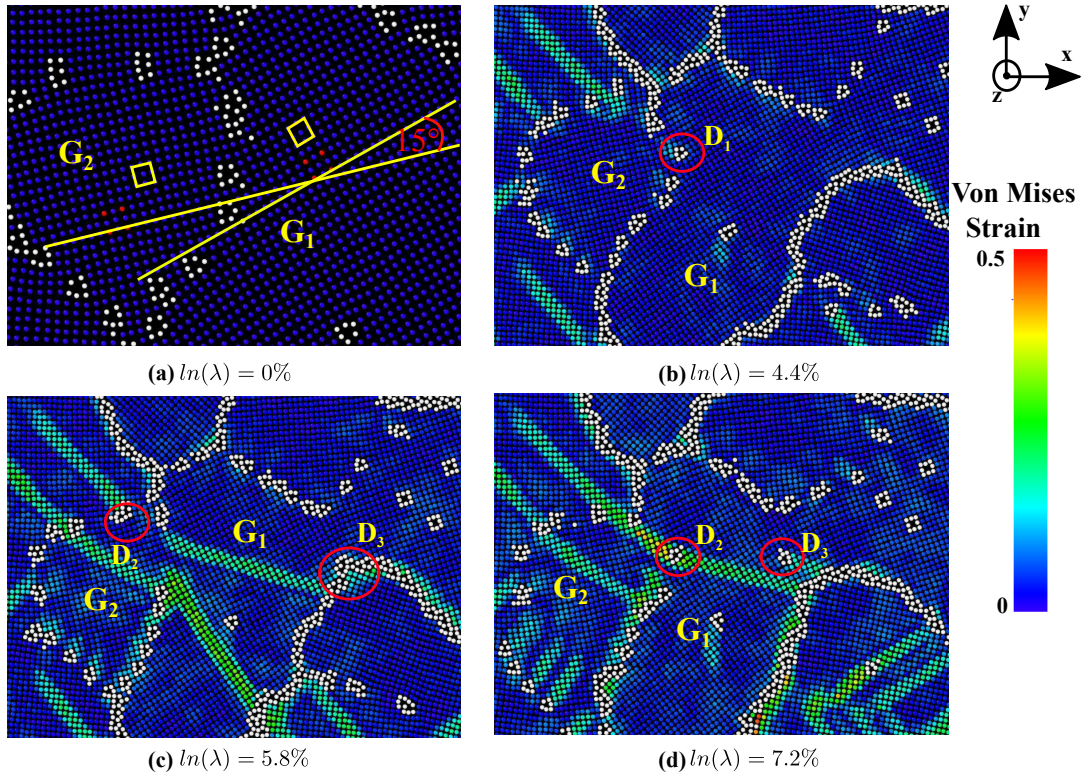 G₂
15°
G₁
(a) ln(λ) = 0%
D₁
G₂
G₁
(b) ln(λ) = 4.4%
y
x
z
Von Mises
Strain
0.5
0
G₁
D₃
D₂
G₂
(c) ln(λ) = 5.8%
D₂
D₃
G₂
G₁
(d) ln(λ) = 7.2%